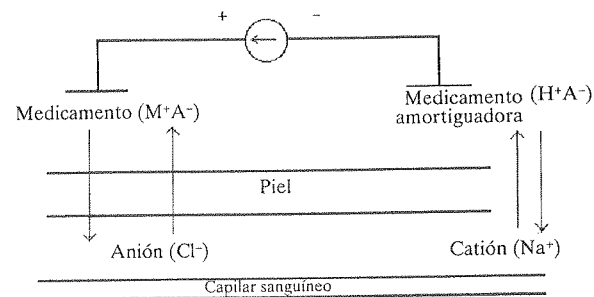 + −
Medicamento (M⁺A⁻)
Medicamento (H⁺A⁻)
amortiguadora
Piel
Anión (Cl⁻)
Catión (Na⁺)
Capilar sanguíneo